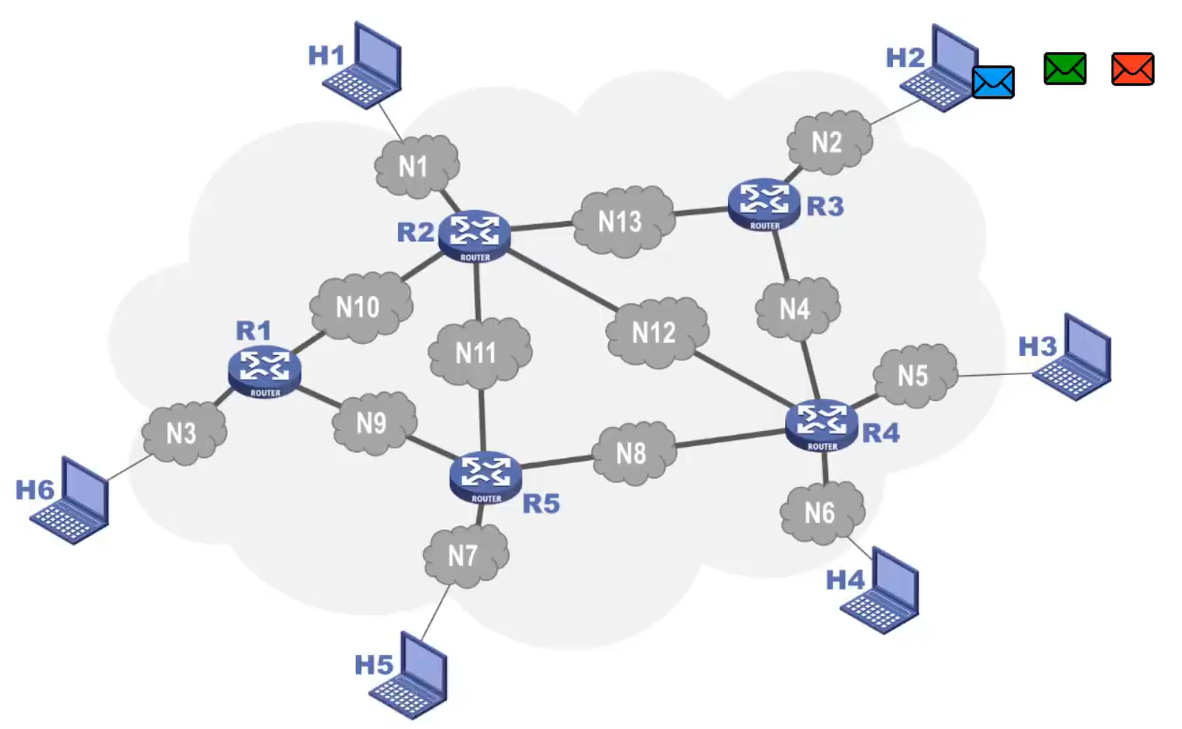 H1
H2
N2
N1
R3
R2
N13
ROUTER
ROUTER
N10
N4
N12
R1
N11
H3
N5
ROUTER
N9
N3
R4
N8
ROUTER
H6
ROUTER
R5
N6
N7
H4
H5